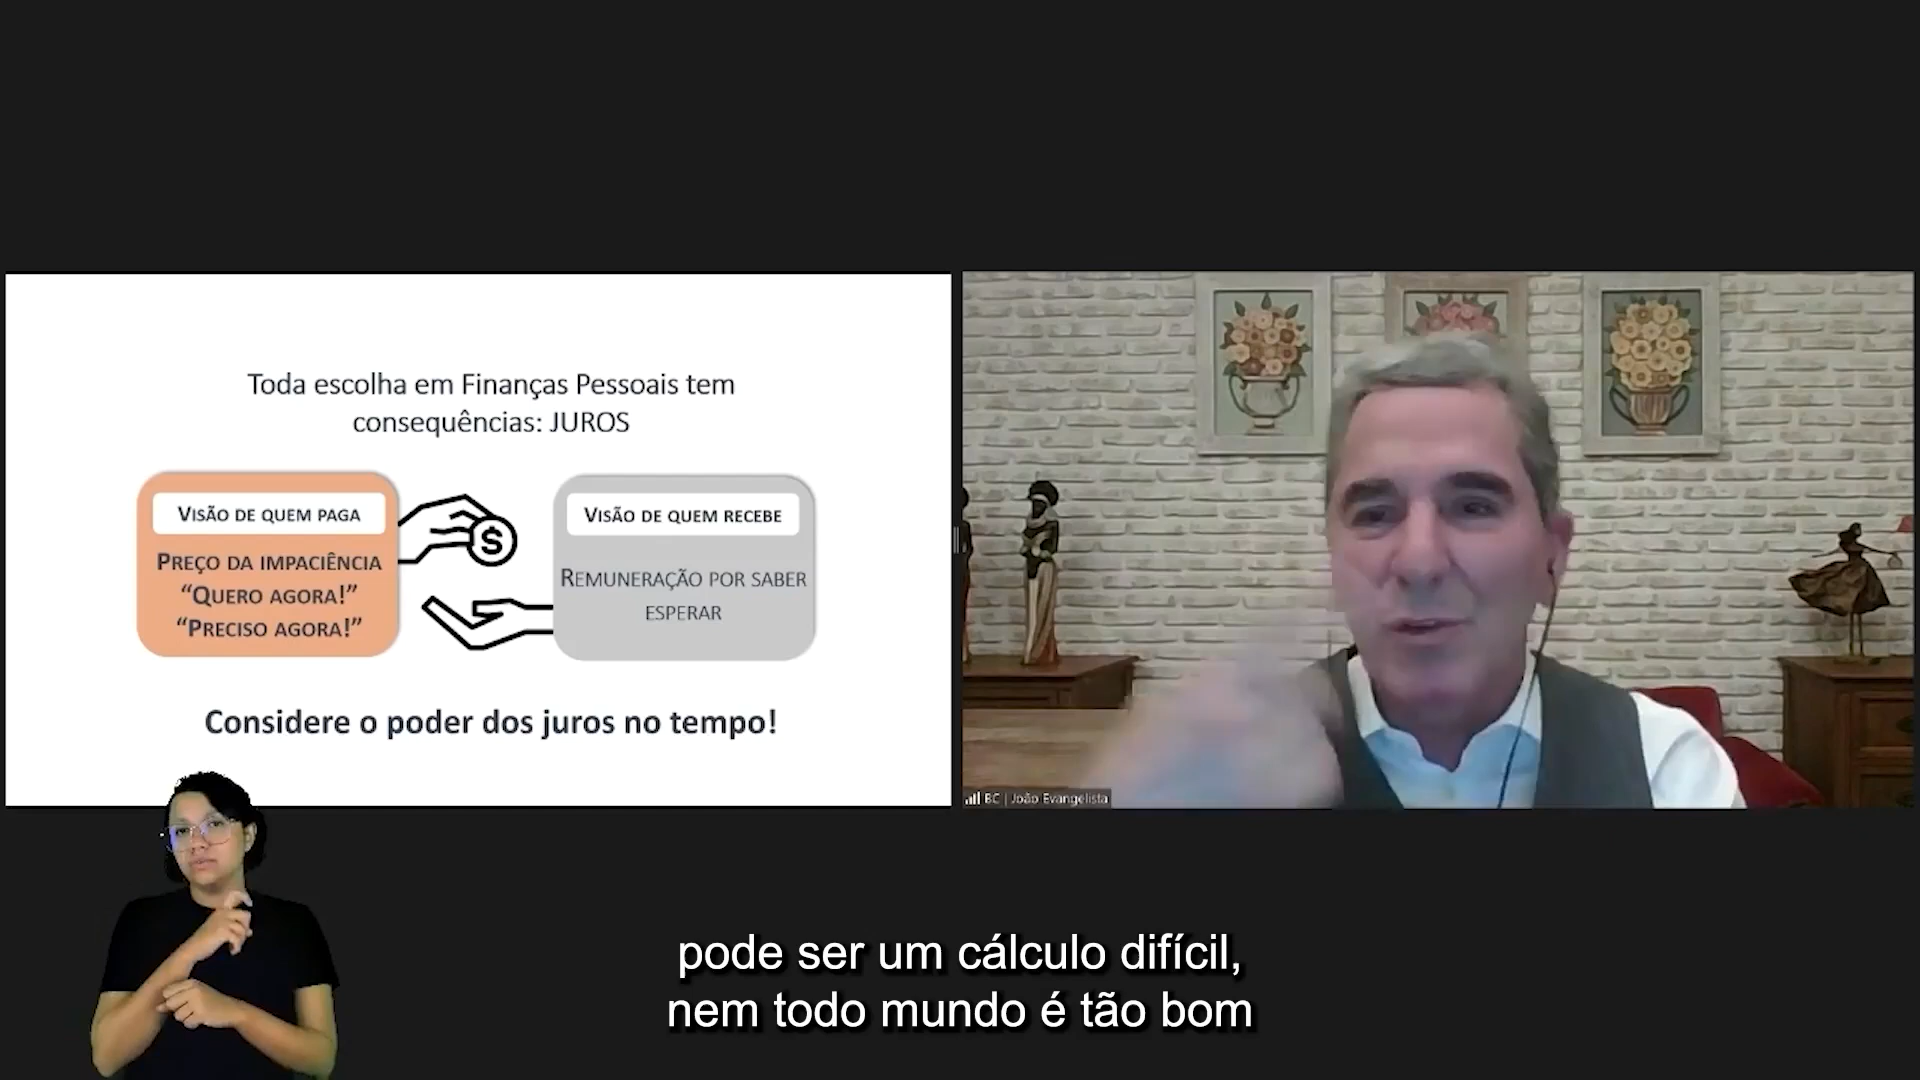 Toda escolha em Finanças Pessoais tem
consequências: JUROS
VISÃO DE QUEM PAGA
PREÇO DA IMPACIÊNCIA
“QUERO AGORA!”
“PRECISO AGORA!”
$
VISÃO DE QUEM RECEBE
REMUNERAÇÃO POR SABER
ESPERAR
Considere o poder dos juros no tempo!
BC | João Evangelista
pode ser um cálculo difícil,
nem todo mundo é tão bom